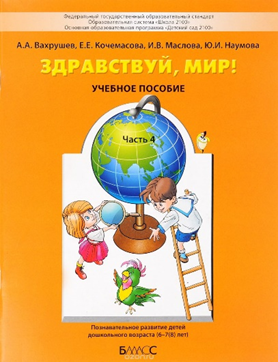 Федеральный государственный образовательный стандарт
Образовательная система «Школа 2100»
Основная образовательная программа «Детский сад 2100»
А.А. Вахрушев, Е.Е. Кочемасова, И.В. Маслова, Ю.И. Наумова
ЗДРАВСТВУЙ, МИР!
УЧЕБНОЕ ПОСОБИЕ
Часть 4
Познавательное развитие детей
дошкольного возраста (6–7(8) лет)
БАЛАСС